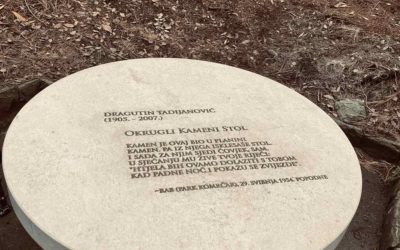 DRAGUTIN TADIJANOVIĆ
(1905. - 2007.)
OKRUGLI KAMENI STOL
KAMEN JE OVAJ BIO U PLANINI
KAMEN. PA IZ NJEGA ISKLESAŠE STOL.
I SADA ZA NJIM SJEDI ČOVJEK, SAM.
U SJEĆANJU MU ŽIVE TVOJE RIJEČI:
"HTJELA BIH OVAMO DOLAZITI S TOBOM
KAD PADNE NOĆ I POKAŽU SE ZVIJEZDE"
~RAB (PARK KOMRČAR), 29. SVIBNJA 1954. POPODNE